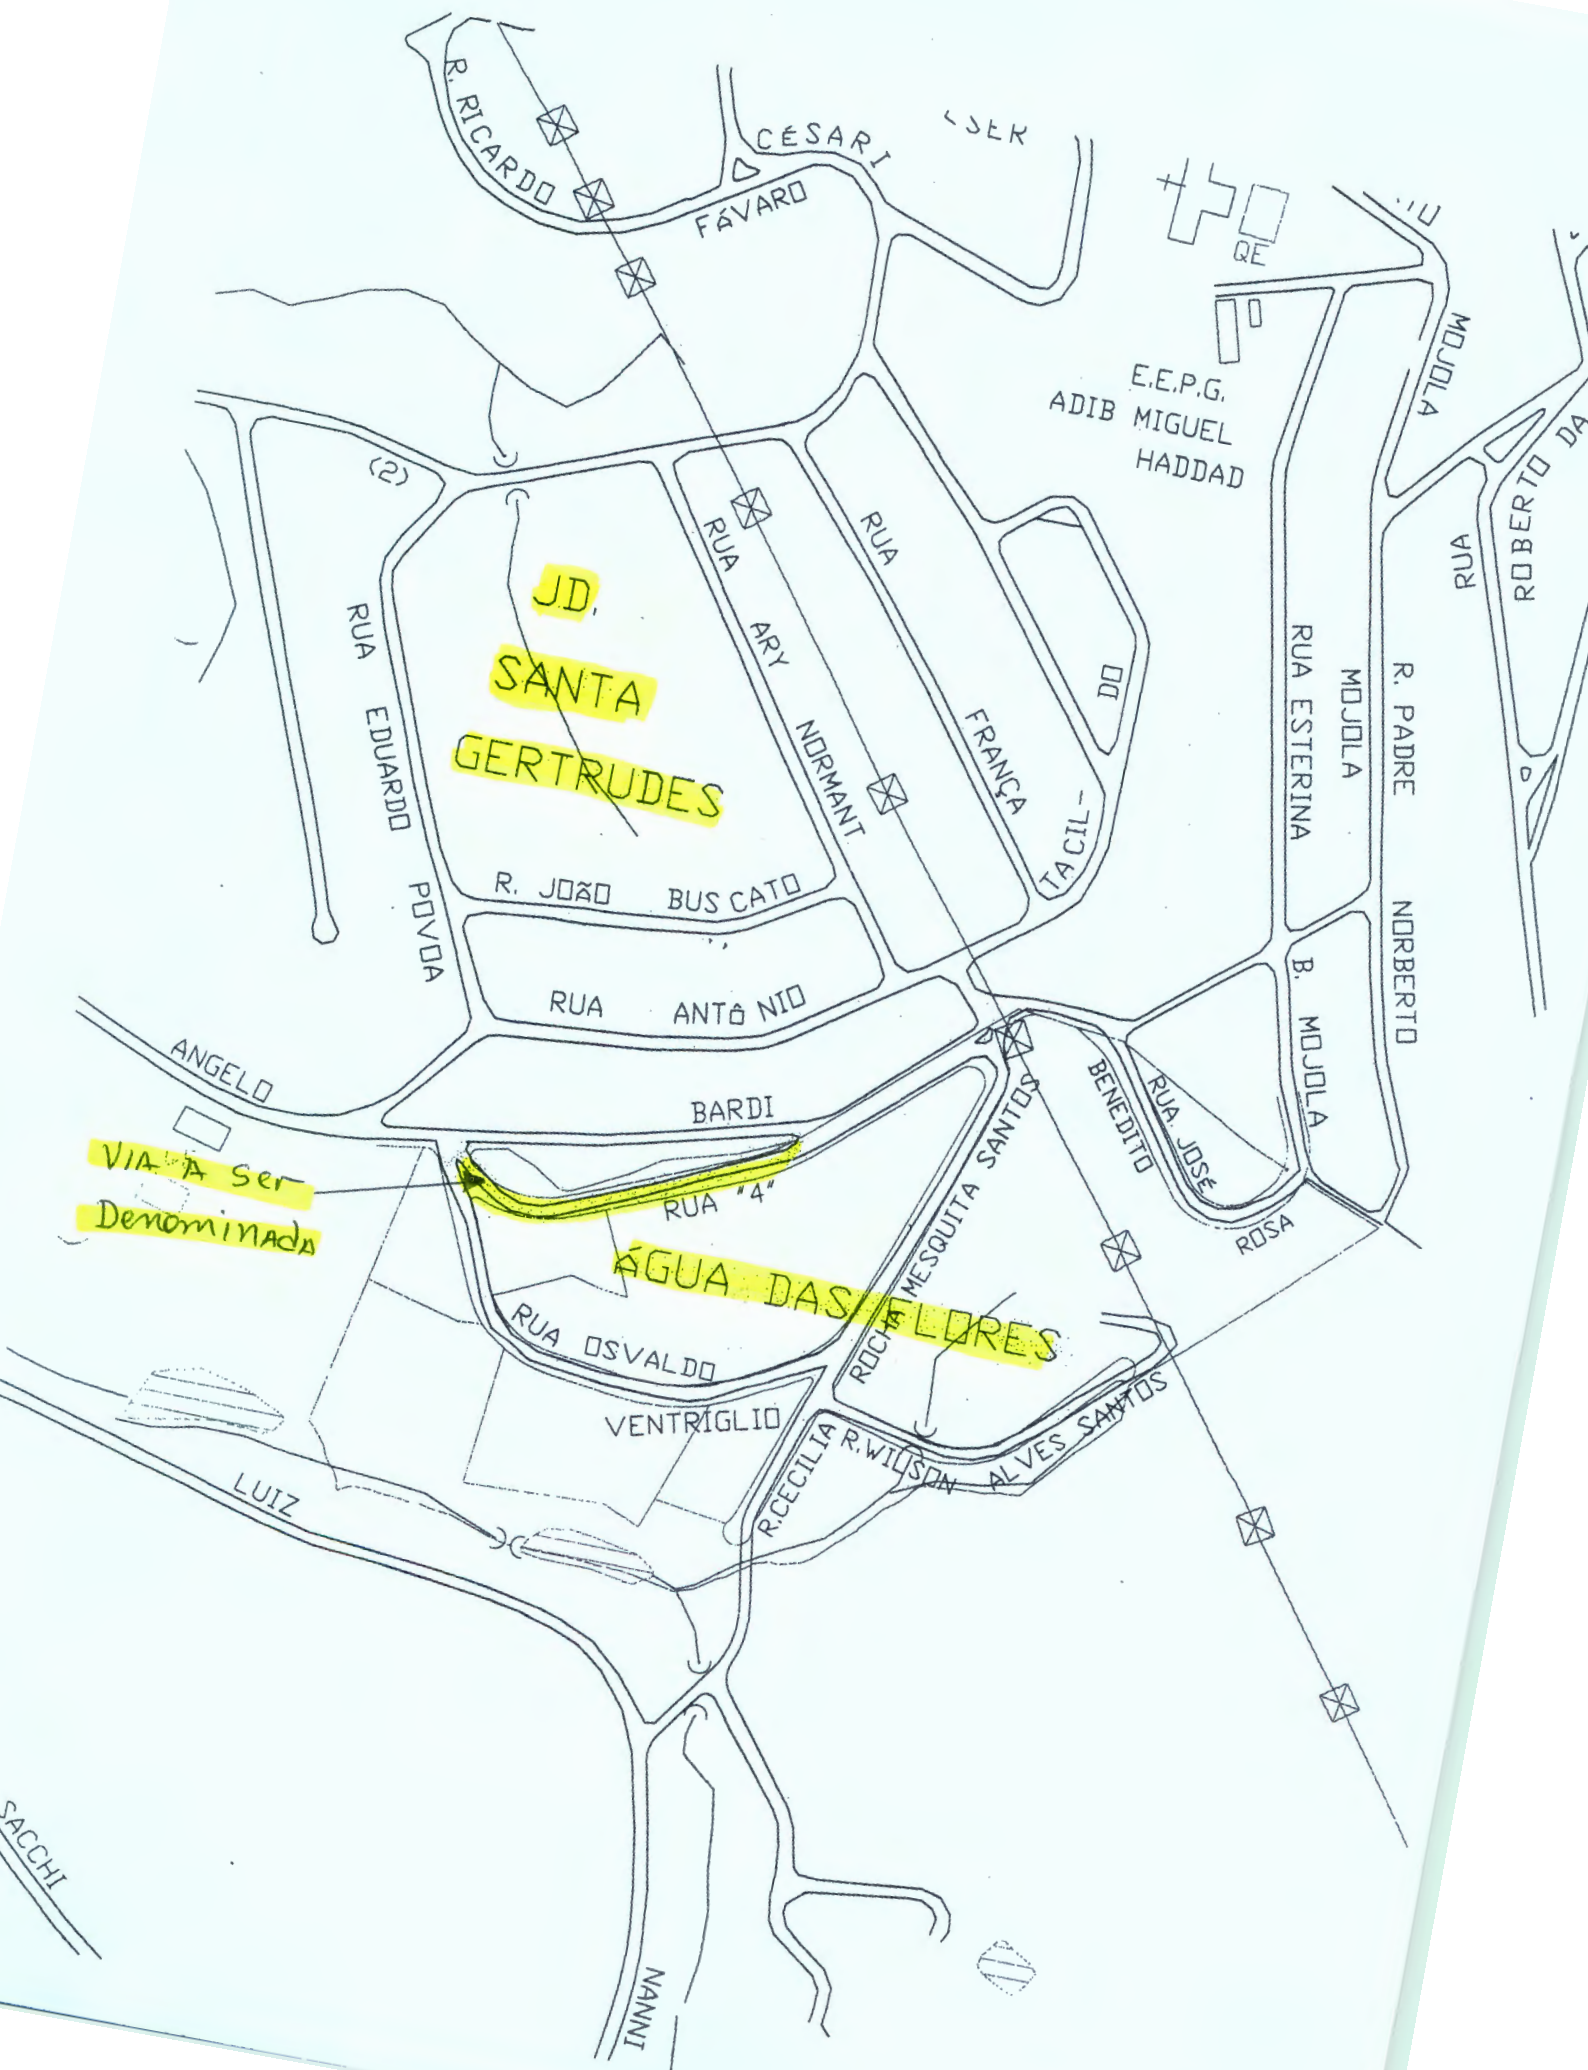 R. RICARDO
CÉSARI
FÁVARO
QE
MOJOLA
E.E.P.G.
ADIB MIGUEL
HADDAD
(2)
RUA
ROBERTO DA
RUA ARY NORMANT
RUA FRANÇA
J.D.
SANTA
GERTRUDES
RUA EDUARDO POVOA
DO
TACIL-
RUA ESTERINA
MOJOLA
R. PADRE NORBERTO
R. JOÃO BUSCATO
RUA ANTÔNIO
B. MOJOLA
ANGELO
BARDI
BENEDITO
RUA JOSÉ
ROSA
VIA A Ser
Denominada
RUA "4"
ROCHA MESQUITA SANTOS
ÁGUA DAS FLORES
RUA OSVALDO
VENTRÍGLIO
R.CECILIA
R.WILSON ALVES SANTOS
LUIZ
NANNI
SACCHI